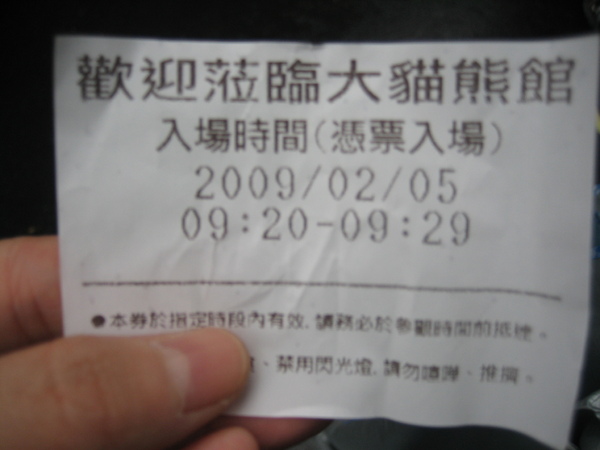 歡迎蒞臨大貓熊館
入場時間(憑票入場)
2009/02/05
09:20-09:29
●本券於指定時段內有效,請務必於參觀時間前抵達。
、禁用閃光燈,請勿喧嘩、推擠。